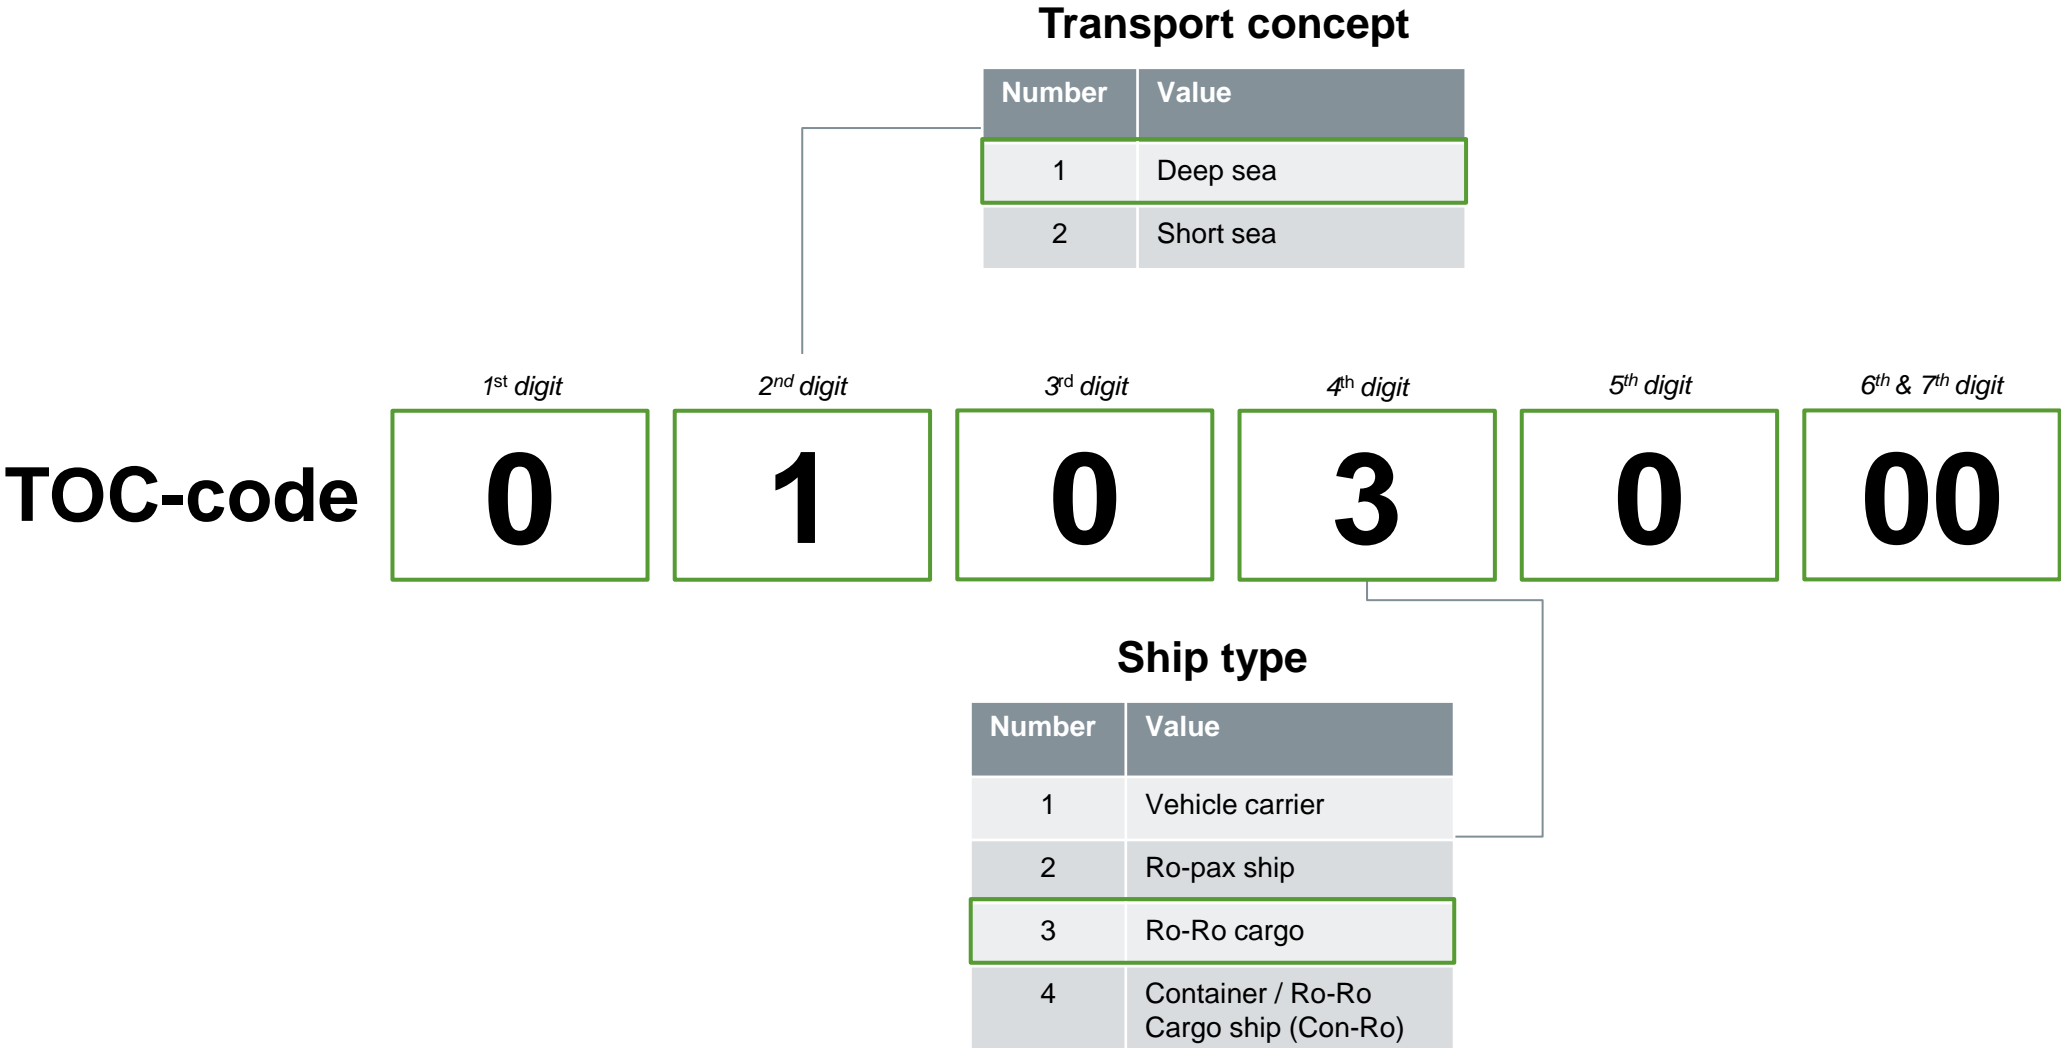 Transport concept
Number Value
1 Deep sea
2 Short sea
1st digit 2nd digit 3rd digit 4th digit 5th digit 6th & 7th digit
TOC-code 0 1 0 3 0 00
Ship type
Number Value
1 Vehicle carrier
2 Ro-pax ship
3 Ro-Ro cargo
4 Container / Ro-Ro
Cargo ship (Con-Ro)